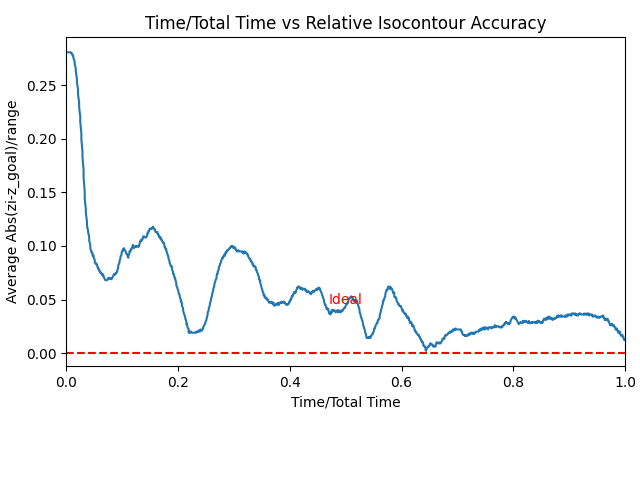 Time/Total Time vs Relative Isocontour Accuracy
Average Abs(zi-z_goal)/range
0.25
0.20
0.15
0.10
0.05
0.00
Ideal
0.0 0.2 0.4 0.6 0.8 1.0
Time/Total Time